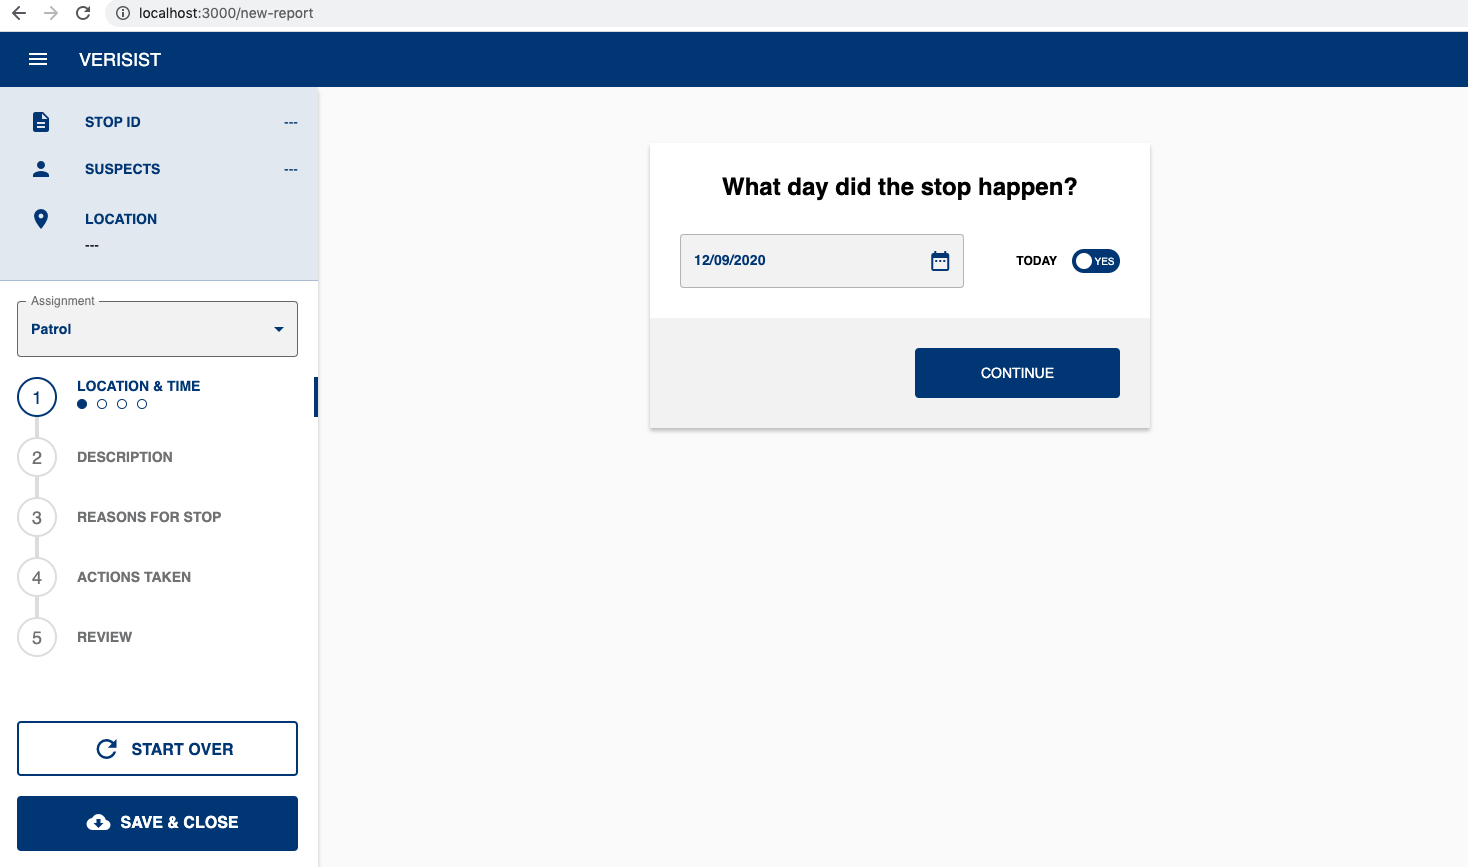 localhost:3000/new-report
VERISIST
STOP ID ---
SUSPECTS ---
LOCATION
---
Assignment
Patrol
1 LOCATION & TIME
2 DESCRIPTION
3 REASONS FOR STOP
4 ACTIONS TAKEN
5 REVIEW
START OVER
SAVE & CLOSE
What day did the stop happen?
12/09/2020 TODAY YES
CONTINUE